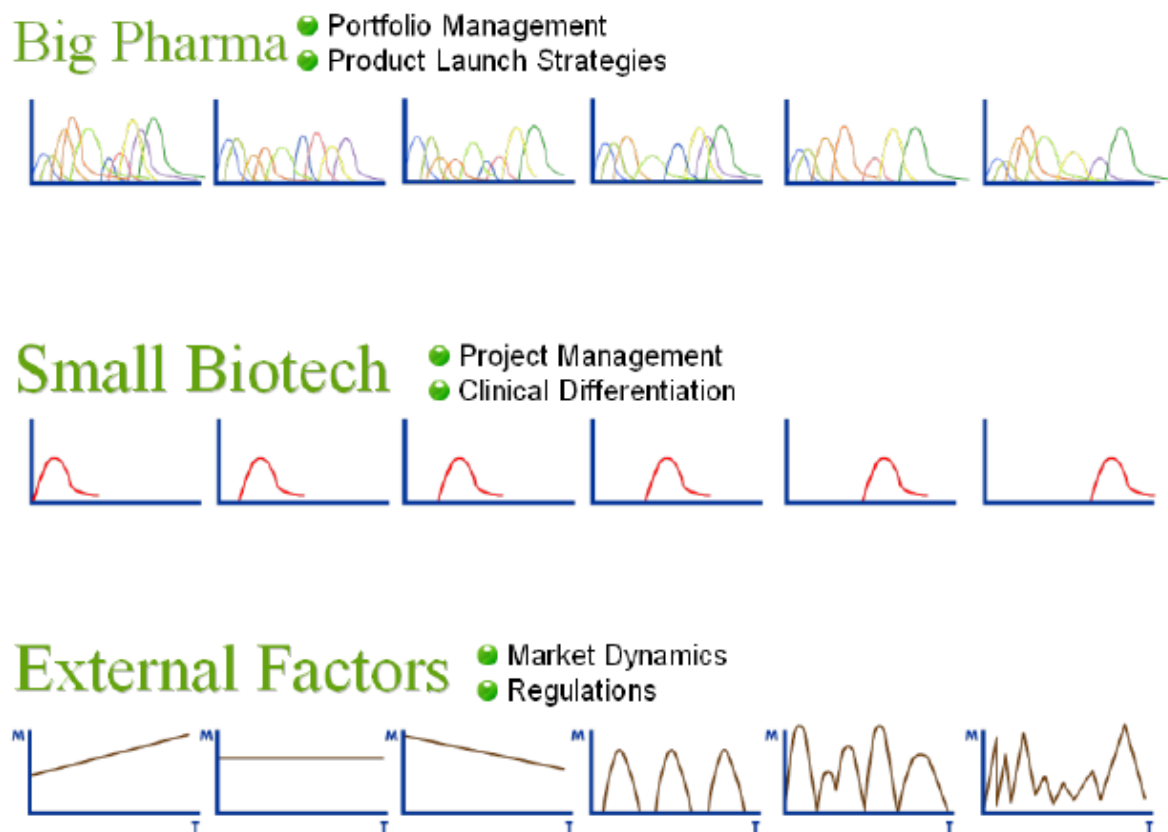 Big Pharma
Portfolio Management
Product Launch Strategies
Small Biotech
Project Management
Clinical Differentiation
External Factors
Market Dynamics
Regulations
M M M M M M
T T T T T T